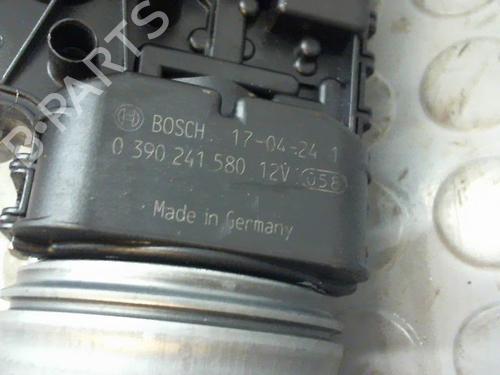 D-PARTS
BOSCH 17-04-24 1
0 390 241 580 12V 058
Made in Germany